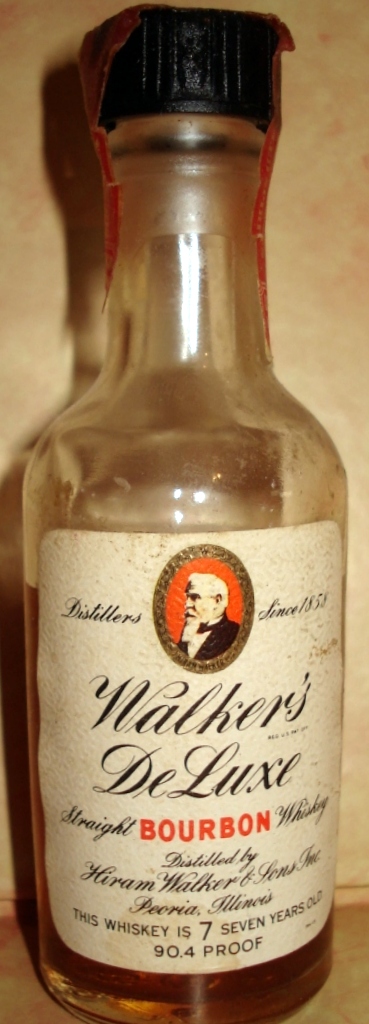 Distillers Since 1858
Walker's
DeLuxe
Straight BOURBON Whiskey
Distilled by
Hiram Walker & Sons Inc.
Peoria, Illinois
THIS WHISKEY IS 7 SEVEN YEARS OLD
90.4 PROOF